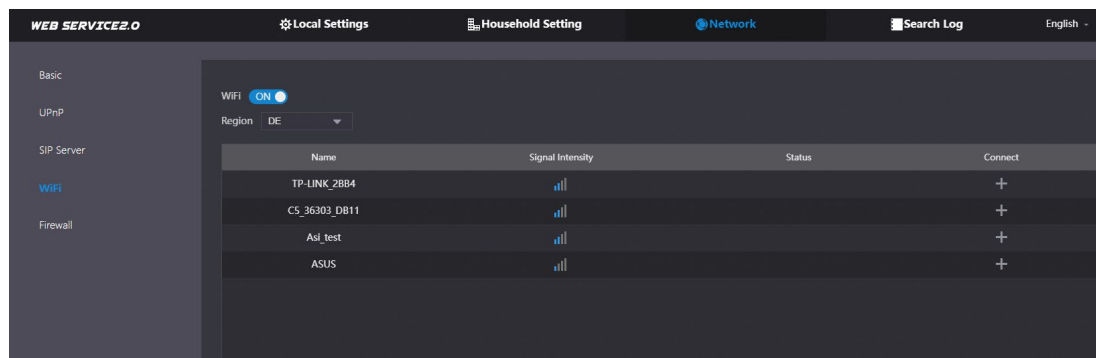 WEB SERVICE2.0 Local Settings Household Setting Network Search Log English
Basic
UPnP
SIP Server
WiFi
Firewall
WiFi ON
Region DE
Name Signal Intensity Status Connect
TP-LINK_2BB4
C5_36303_DB11
Asi_test
ASUS